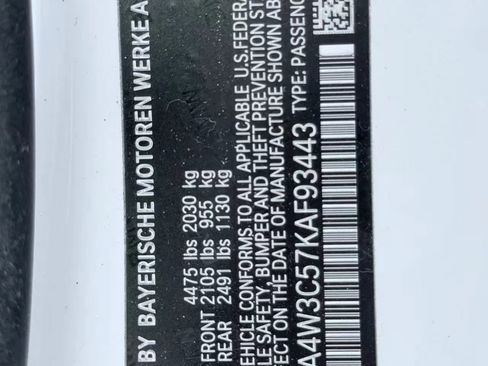 BY BAYERISCHE MOTOREN WERKE A
4475 lbs 2030 kg
FRONT 2105 lbs 955 kg
REAR 2491 lbs 1130 kg
VEHICLE CONFORMS TO ALL APPLICABLE U.S.FEDERA
LE SAFETY, BUMPER AND THEFT PREVENTION ST
ON THE DATE OF MANUFACTURE SHOWN AB
A4W3C57KAF93443 TYPE: PASSENG